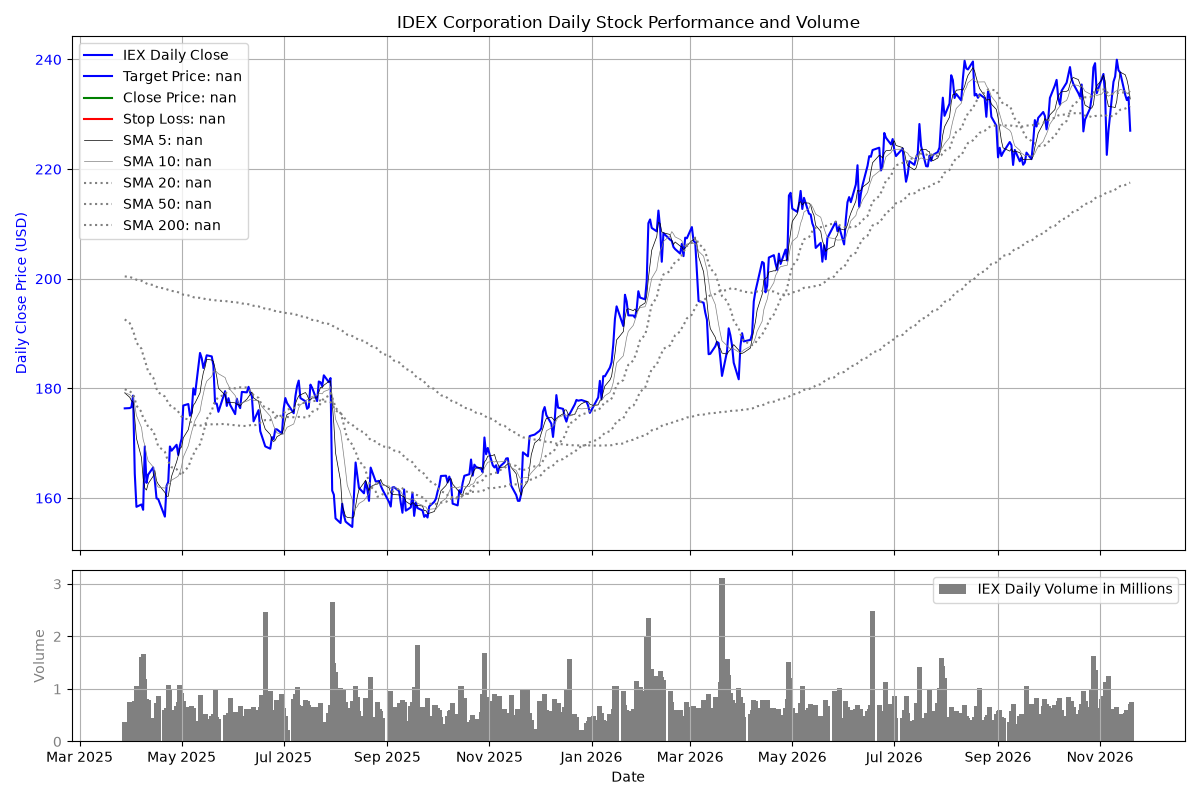 IDEX Corporation Daily Stock Performance and Volume
IEX Daily Close
Target Price: nan
Close Price: nan
Stop Loss: nan
SMA 5: nan
SMA 10: nan
SMA 20: nan
SMA 50: nan
SMA 200: nan
240
220
200
180
160
Daily Close Price (USD)
IEX Daily Volume in Millions
3
2
1
0
Volume
Mar 2025
May 2025
Jul 2025
Sep 2025
Nov 2025
Jan 2026
Mar 2026
May 2026
Jul 2026
Sep 2026
Nov 2026
Date